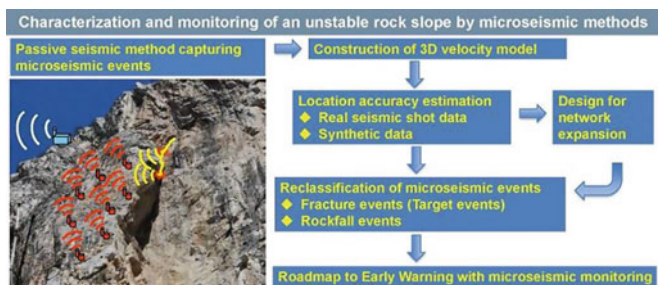 Characterization and monitoring of an unstable rock slope by microseismic methods
Passive seismic method capturing
microseismic events
Construction of 3D velocity model
Location accuracy estimation
◆ Real seismic shot data
◆ Synthetic data
Design for
network
expansion
Reclassification of microseismic events
◆ Fracture events (Target events)
◆ Rockfall events
Roadmap to Early Warning with microseismic monitoring